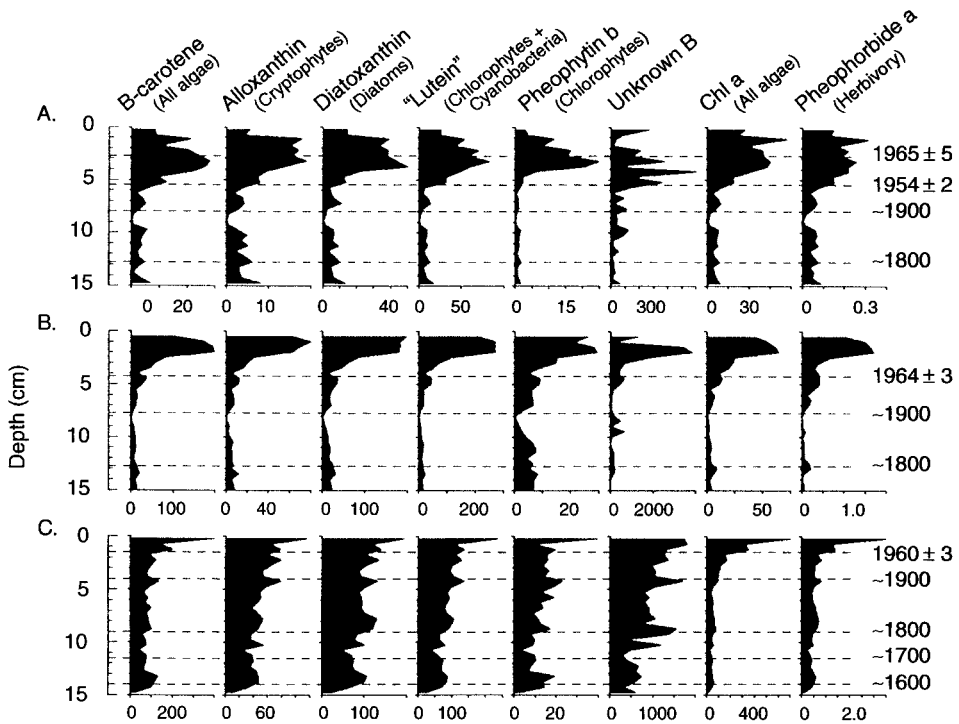 B-carotene
(All algae)
Alloxanthin
(Cryptophytes)
Diatoxanthin
(Diatoms)
“Lutein”
(Chlorophytes +
Cyanobacteria)
Pheophytin b
(Chlorophytes)
Unknown B
Chl a
(All algae)
Pheophorbide a
(Herbivory)
A.
0
5
10
15
1965 ± 5
1954 ± 2
~1900
~1800
0 20 0 10 0 40 0 50 0 15 0 300 0 30 0 0.3
B.
0
5
10
15
Depth (cm)
1964 ± 3
~1900
~1800
0 100 0 40 0 100 0 200 0 20 0 2000 0 50 0 1.0
C.
0
5
10
15
1960 ± 3
~1900
~1800
~1700
~1600
0 200 0 60 0 100 0 100 0 20 0 1000 0 400 0 2.0